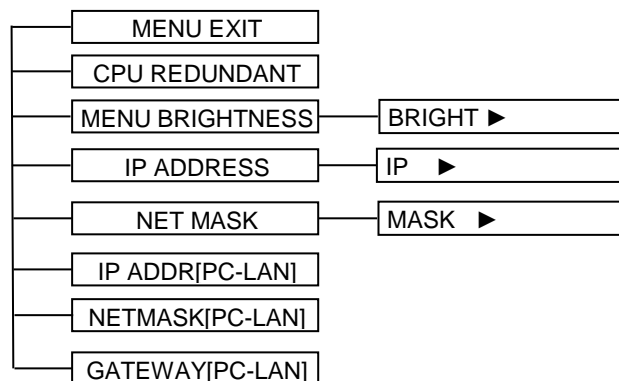 MENU EXIT
CPU REDUNDANT
MENU BRIGHTNESS
BRIGHT ►
IP ADDRESS
IP ►
NET MASK
MASK ►
IP ADDR[PC-LAN]
NETMASK[PC-LAN]
GATEWAY[PC-LAN]